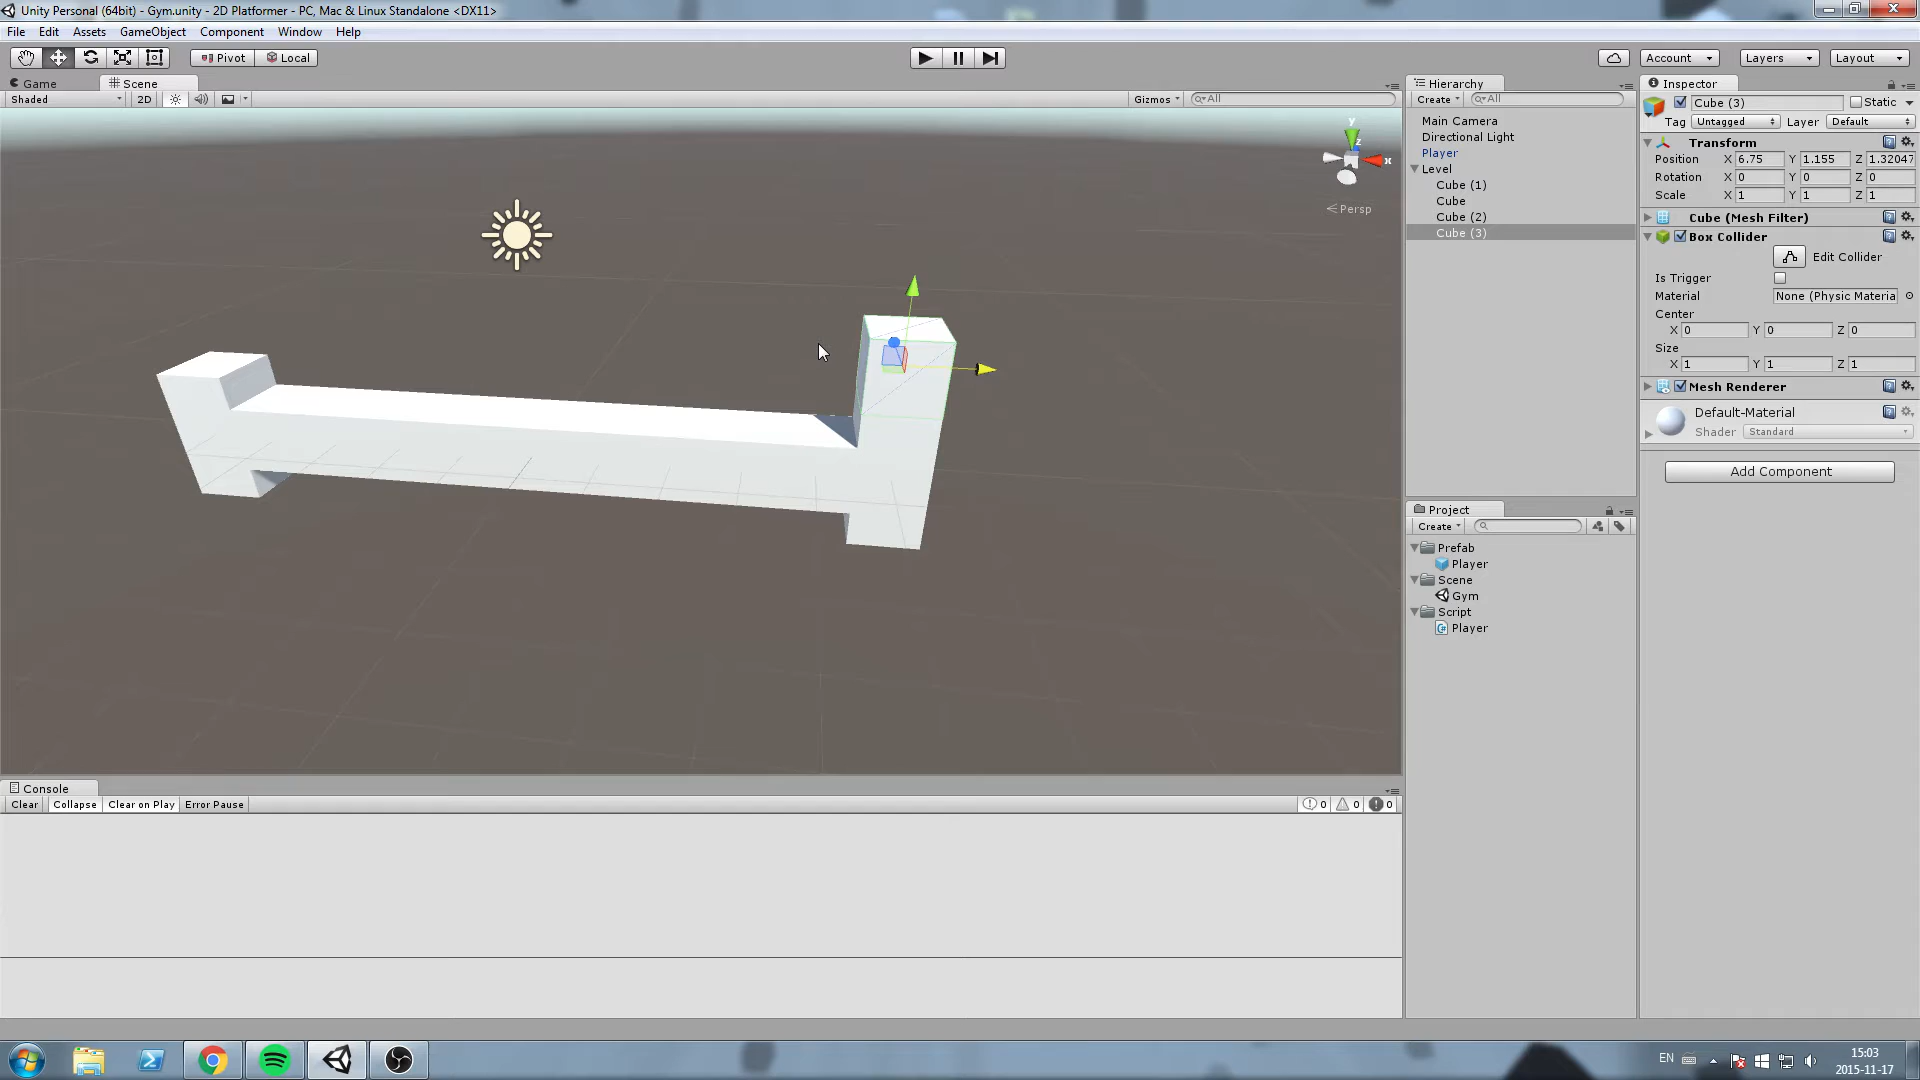 Unity Personal (64bit) - Gym.unity - 2D Platformer - PC, Mac & Linux Standalone <DX11>
File Edit Assets GameObject Component Window Help
Pivot Local Account Layers Layout
Game Scene
Shaded 2D Gizmos All
y
z
x
Persp
Hierarchy
Create All
Main Camera
Directional Light
Player
Level
Cube (1)
Cube
Cube (2)
Cube (3)
Project
Create
Prefab
Player
Scene
Gym
Script
Player
Inspector
Cube (3) Static
Tag Untagged Layer Default
Transform
Position X 6.75 Y 1.155 Z 1.32047
Rotation X 0 Y 0 Z 0
Scale X 1 Y 1 Z 1
Cube (Mesh Filter)
Box Collider
Edit Collider
Is Trigger
Material None (Physic Materia
Center
X 0 Y 0 Z 0
Size
X 1 Y 1 Z 1
Mesh Renderer
Default-Material
Shader Standard
Add Component
Console
Clear Collapse Clear on Play Error Pause 0 0 0
EN
15:03
2015-11-17